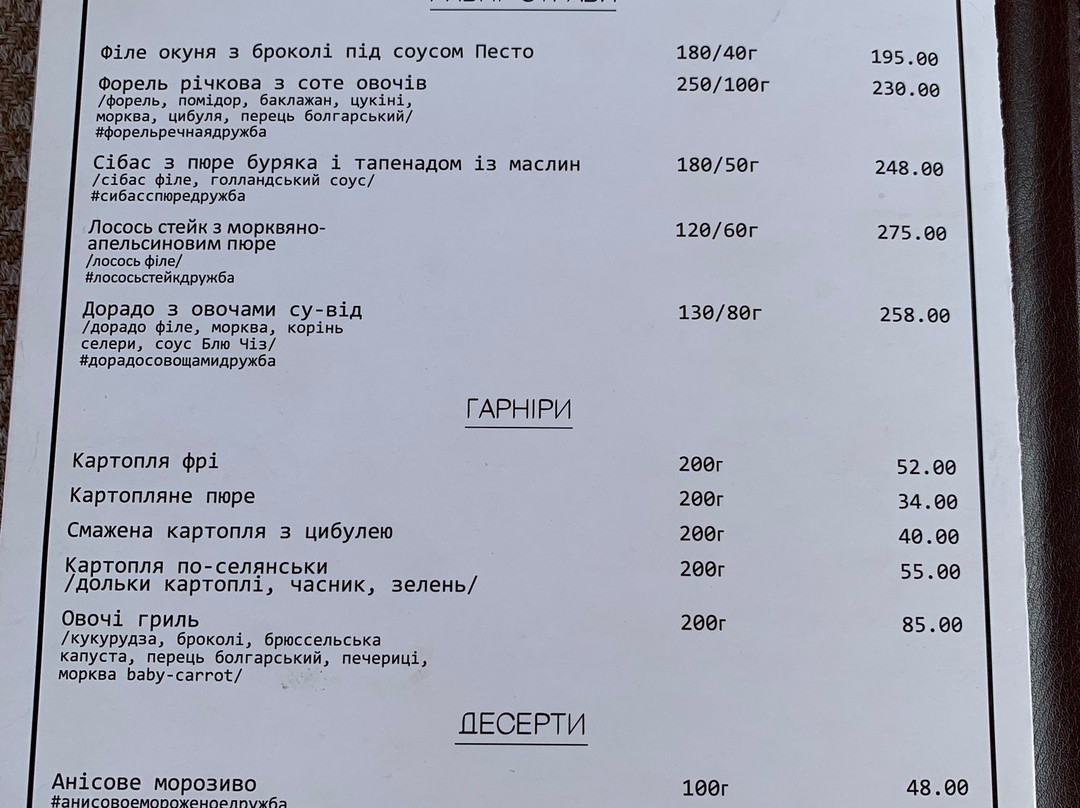 Філе окуня з броколі під соусом Песто 180/40г 195.00
Форель річкова з соте овочів 250/100г 230.00
/форель, помідор, баклажан, цукіні,
морква, цибуля, перець болгарський/
#форельречнаядружба
Сібас з пюре буряка і тапенадом із маслин 180/50г 248.00
/сібас філе, голландський соус/
#сибасспюредружба
Лосось стейк з морквяно-
апельсиновим пюре 120/60г 275.00
/лосось філе/
#лососьстейкдружба
Дорадо з овочами су-від 130/80г 258.00
/дорадо філе, морква, корінь
селери, соус Блю Чіз/
#дорадосовощамидружба
ГАРНІРИ
Картопля фрі 200г 52.00
Картопляне пюре 200г 34.00
Смажена картопля з цибулею 200г 40.00
Картопля по-селянськи 200г 55.00
/дольки картоплі, часник, зелень/
Овочі гриль 200г 85.00
/кукурудза, броколі, брюссельська
капуста, перець болгарський, печериці,
морква baby-carrot/
ДЕСЕРТИ
Анісове морозиво 100г 48.00
#анисовоемороженоедружба